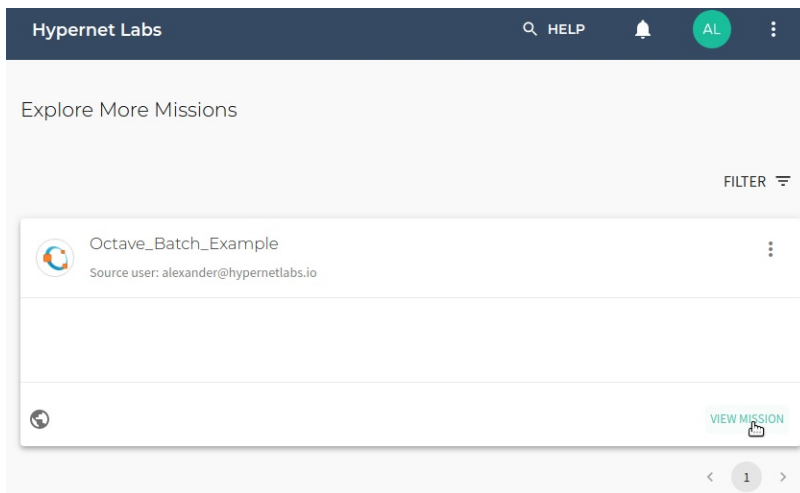 Hypernet Labs HELP AL
Explore More Missions
FILTER
Octave_Batch_Example
Source user: alexander@hypernetlabs.io
VIEW MISSION
< 1 >